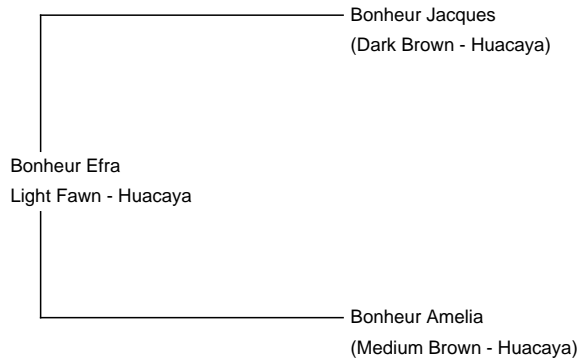 Bonheur Jacques
(Dark Brown - Huacaya)
Bonheur Efra
Light Fawn - Huacaya
Bonheur Amelia
(Medium Brown - Huacaya)